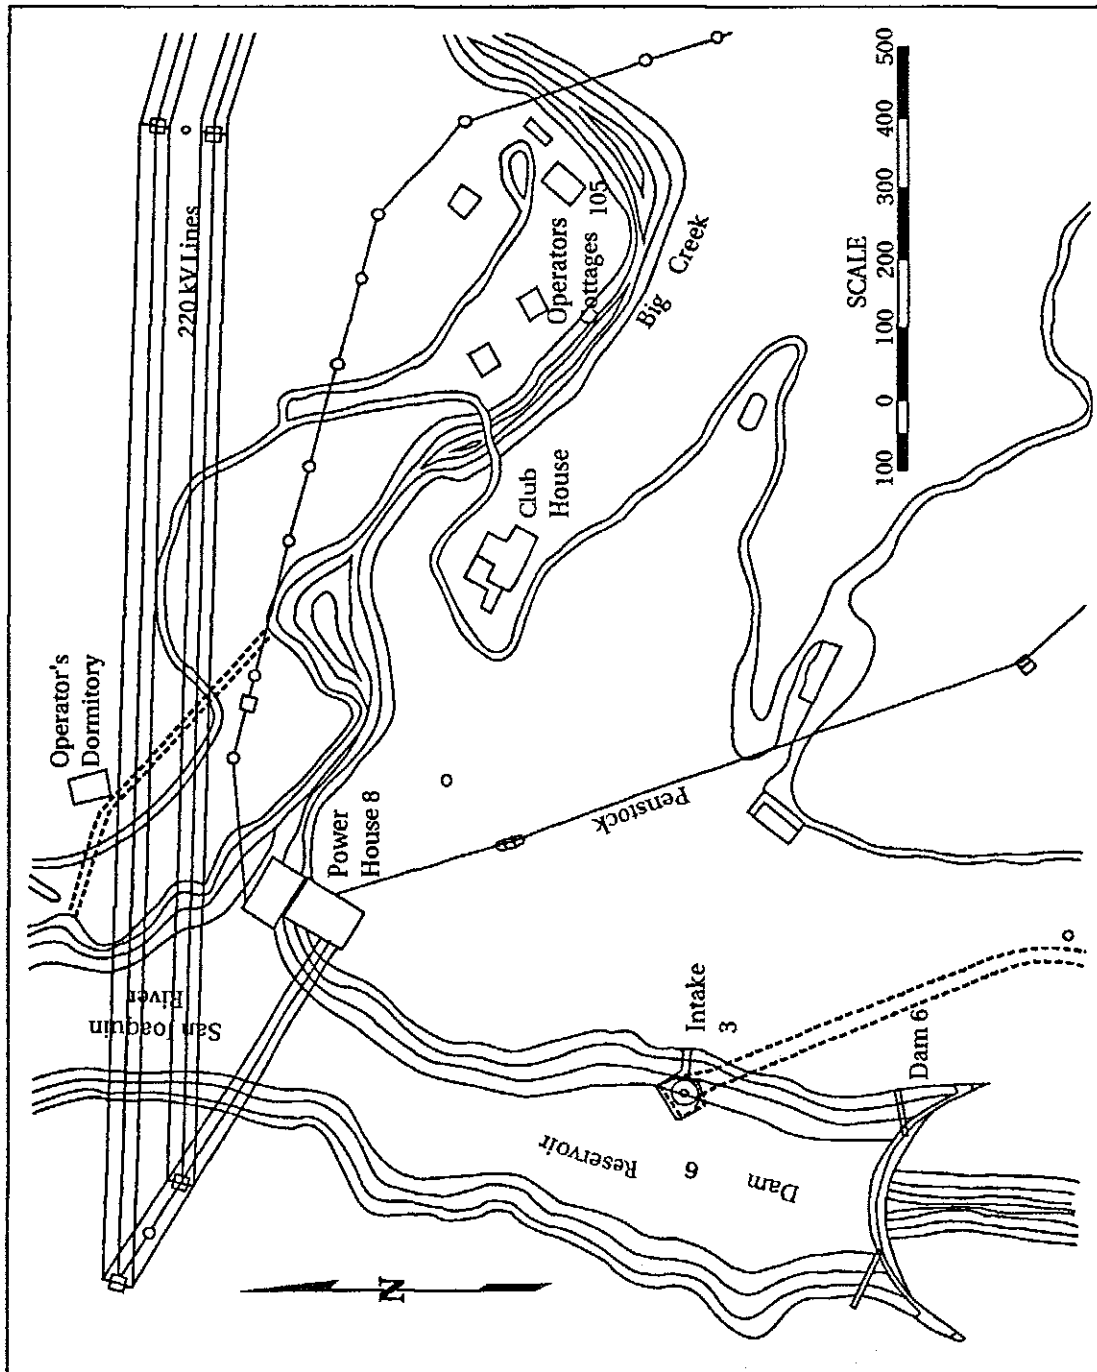 220 kV Lines
Operator's
Dormitory
San Joaquin
River
Power
House 8
Operators
Cottages 105
Big Creek
Club
House
Penstock
Intake
3
Dam 6
Dam
6
Reservoir
N
SCALE
100 0 100 200 300 400 500